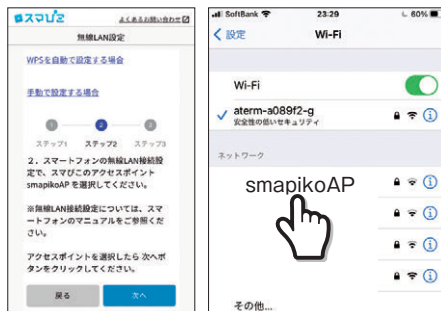 スマぴこ
よくあるお問い合わせ
無線LAN設定
WPSを自動で設定する場合
手動で設定する場合
1 2 3
ステップ1 ステップ2 ステップ3
2．スマートフォンの無線LAN接続設
定で、スマぴこのアクセスポイント
smapikoAP を選択してください。
※無線LAN接続設定については、スマ
ートフォンのマニュアルをご参照くだ
さい。
アクセスポイントを選択したら 次へボ
タンをクリックしてください。
戻る
次へ
SoftBank 23:29 60%
設定 Wi-Fi
Wi-Fi
aterm-a089f2-g
安全性の低いセキュリティ
ネットワーク
smapikoAP
その他...